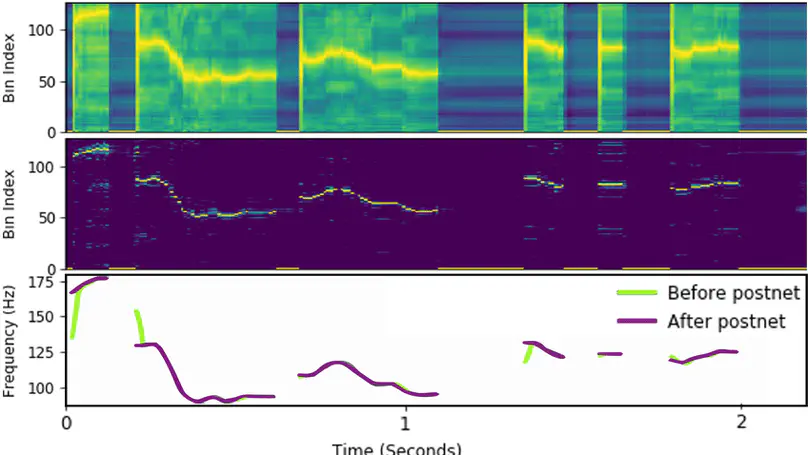 Bin Index
100
50
0
Bin Index
100
50
0
Frequency (Hz)
175
150
125
100
Before postnet
After postnet
0
1
2
Time (Seconds)